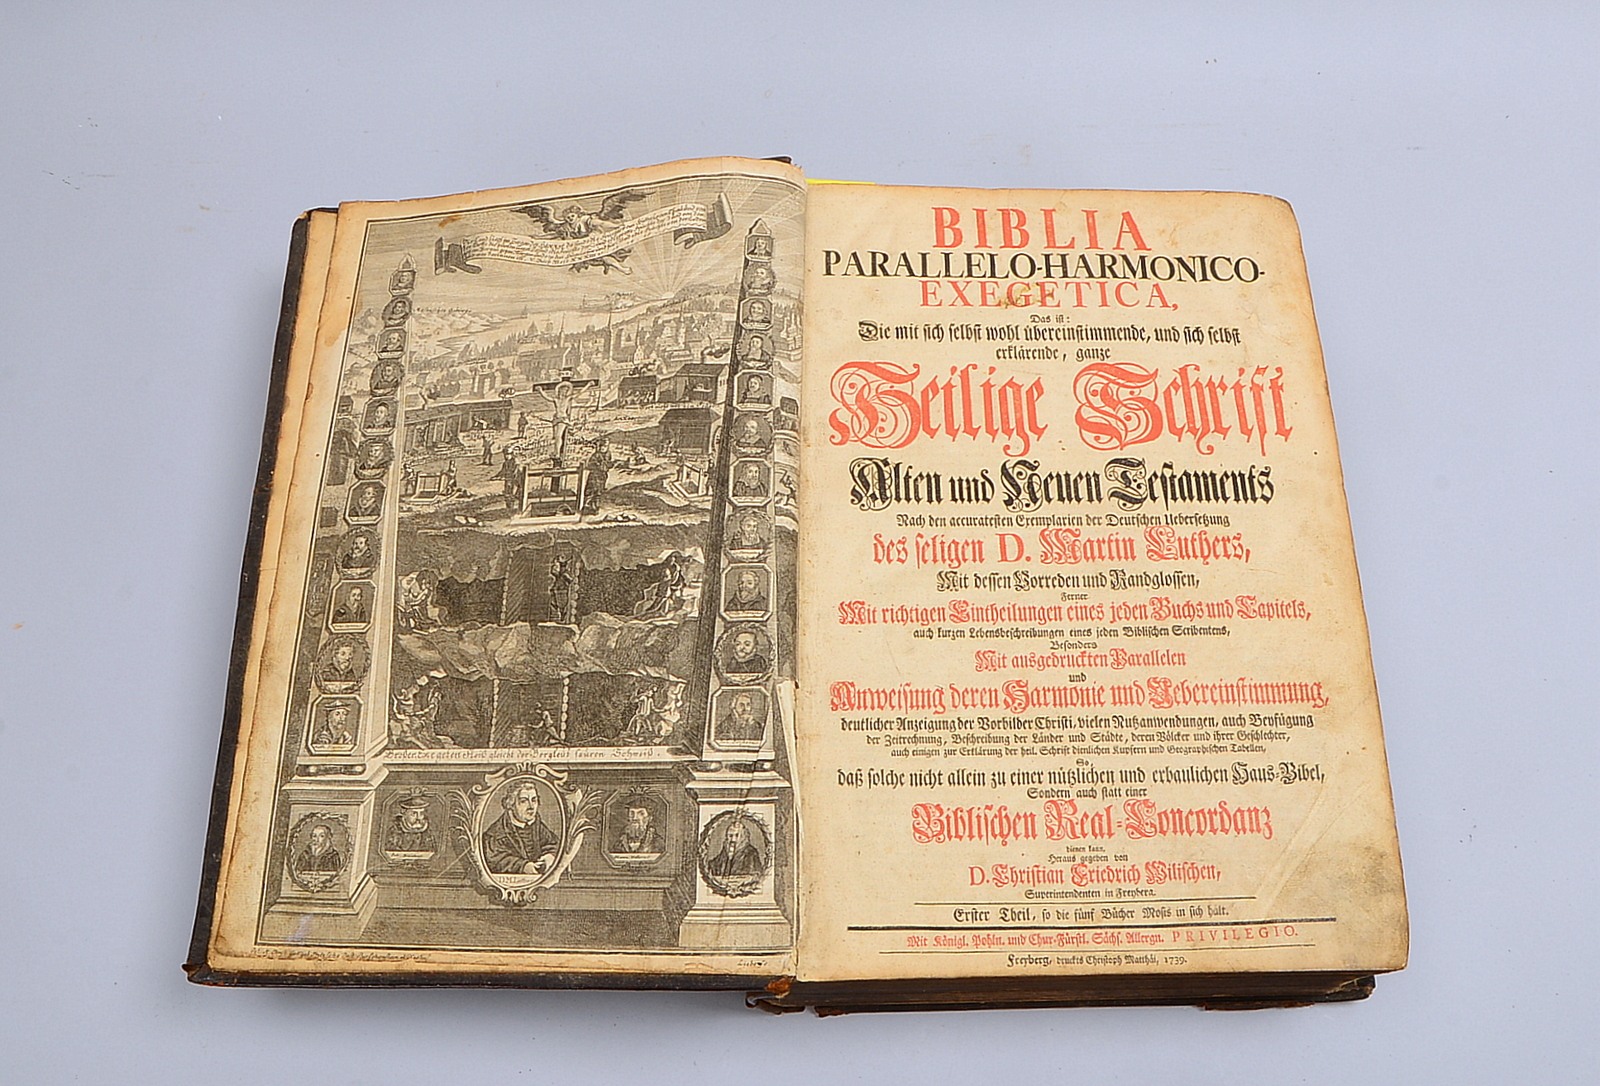 BIBLIA
PARALLELO-HARMONICO-
EXEGETICA,
Das ist:
Die mit sich selbst wohl übereinstimmende, und sich selbst
erklärende, ganze
Heilige Schrift
Alten und Neuen Testaments
Nach den accuratesten Exemplarien der Deutschen Uebersetzung
des seligen D. Martin Luthers,
Mit dessen Vorreden und Randglossen,
Ferner
Mit richtigen Eintheilungen eines jeden Buchs und Capitels,
auch kurzen Lebensbeschreibungen eines jeden Biblischen Scribentens,
Besonders
Mit ausgedruckten Parallelen
und
Anweisung deren Harmonie und Uebereinstimmung,
deutlicher Anzeigung der Vorbilder Christi, vielen Nutzanwendungen, auch Beyfügung
der Zeitrechnung, Beschreibung der Länder und Städte, deren Völcker und ihrer Geschlechter,
auch einigen zur Erklärung der heil. Schrift dienlichen Kupfern und Geographischen Tabellen,
So
daß solche nicht allein zu einer nützlichen und erbaulichen Haus-Bibel,
Sondern auch statt einer
Biblischen Real-Concordanz
dienen kann,
Heraus gegeben von
D. Christian Friedrich Wilischen,
Superintendenten in Freyberg.
Erster Theil, so die fünf Bücher Mosis in sich hält.
Mit Königl. Pohln. und Chur-Fürstl. Sächs. Allergn. PRIVILEGIO.
Freyberg, druckts Christoph Matthäi, 1739.